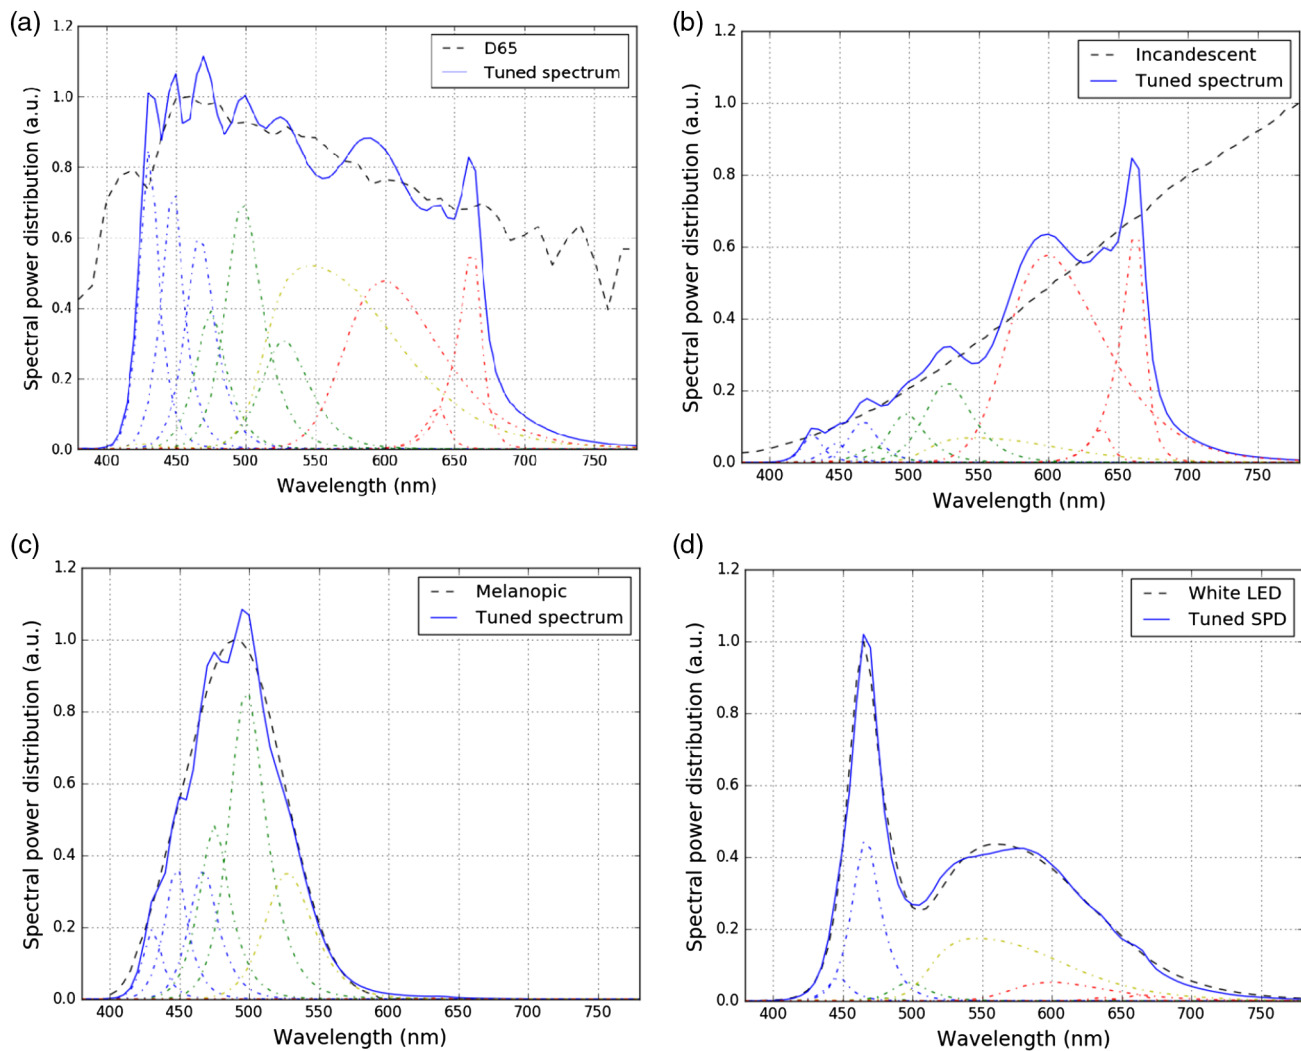 (a)
1.2
1.0
0.8
0.6
0.4
0.2
0.0
Spectral power distribution (a.u.)
D65
Tuned spectrum
400 450 500 550 600 650 700 750
Wavelength (nm)
(b)
1.2
1.0
0.8
0.6
0.4
0.2
0.0
Spectral power distribution (a.u.)
Incandescent
Tuned spectrum
400 450 500 550 600 650 700 750
Wavelength (nm)
(c)
1.2
1.0
0.8
0.6
0.4
0.2
0.0
Spectral power distribution (a.u.)
Melanopic
Tuned spectrum
400 450 500 550 600 650 700 750
Wavelength (nm)
(d)
1.2
1.0
0.8
0.6
0.4
0.2
0.0
Spectral power distribution (a.u.)
White LED
Tuned SPD
400 450 500 550 600 650 700 750
Wavelength (nm)